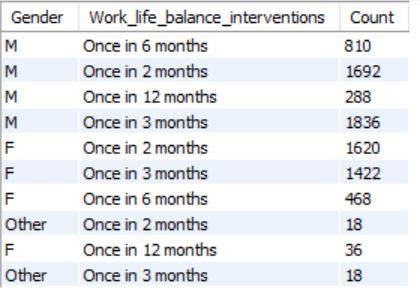 Gender Work_life_balance_interventions Count
M Once in 6 months 810
M Once in 2 months 1692
M Once in 12 months 288
M Once in 3 months 1836
F Once in 2 months 1620
F Once in 3 months 1422
F Once in 6 months 468
Other Once in 2 months 18
F Once in 12 months 36
Other Once in 3 months 18